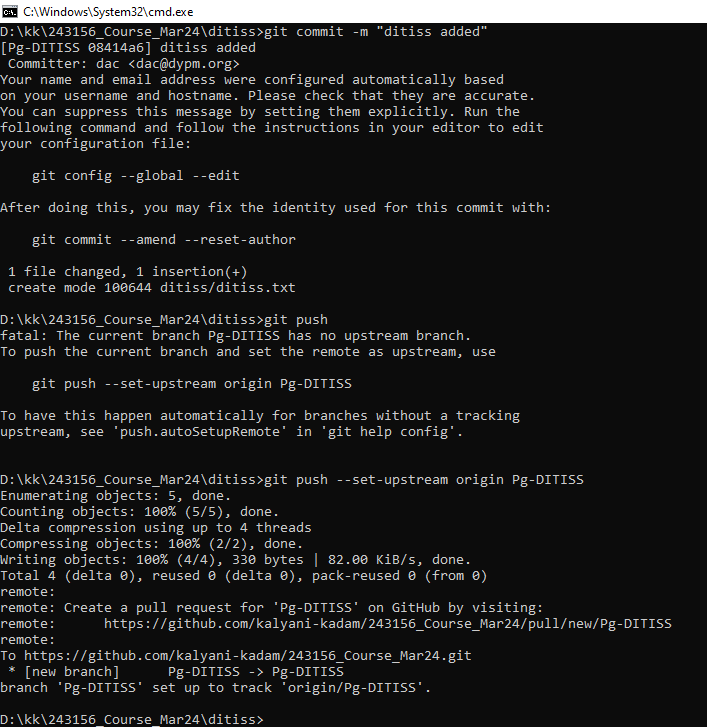 C:\Windows\System32\cmd.exe
D:\kk\243156_Course_Mar24\ditiss>git commit -m "ditiss added"
[Pg-DITISS 08414a6] ditiss added
 Committer: dac <dac@dypm.org>
Your name and email address were configured automatically based
on your username and hostname. Please check that they are accurate.
You can suppress this message by setting them explicitly. Run the
following command and follow the instructions in your editor to edit
your configuration file:

    git config --global --edit

After doing this, you may fix the identity used for this commit with:

    git commit --amend --reset-author

 1 file changed, 1 insertion(+)
 create mode 100644 ditiss/ditiss.txt

D:\kk\243156_Course_Mar24\ditiss>git push
fatal: The current branch Pg-DITISS has no upstream branch.
To push the current branch and set the remote as upstream, use

    git push --set-upstream origin Pg-DITISS

To have this happen automatically for branches without a tracking
upstream, see 'push.autoSetupRemote' in 'git help config'.


D:\kk\243156_Course_Mar24\ditiss>git push --set-upstream origin Pg-DITISS
Enumerating objects: 5, done.
Counting objects: 100% (5/5), done.
Delta compression using up to 4 threads
Compressing objects: 100% (2/2), done.
Writing objects: 100% (4/4), 330 bytes | 82.00 KiB/s, done.
Total 4 (delta 0), reused 0 (delta 0), pack-reused 0 (from 0)
remote:
remote: Create a pull request for 'Pg-DITISS' on GitHub by visiting:
remote:      https://github.com/kalyani-kadam/243156_Course_Mar24/pull/new/Pg-DITISS
remote:
To https://github.com/kalyani-kadam/243156_Course_Mar24.git
 * [new branch]      Pg-DITISS -> Pg-DITISS
branch 'Pg-DITISS' set up to track 'origin/Pg-DITISS'.

D:\kk\243156_Course_Mar24\ditiss>